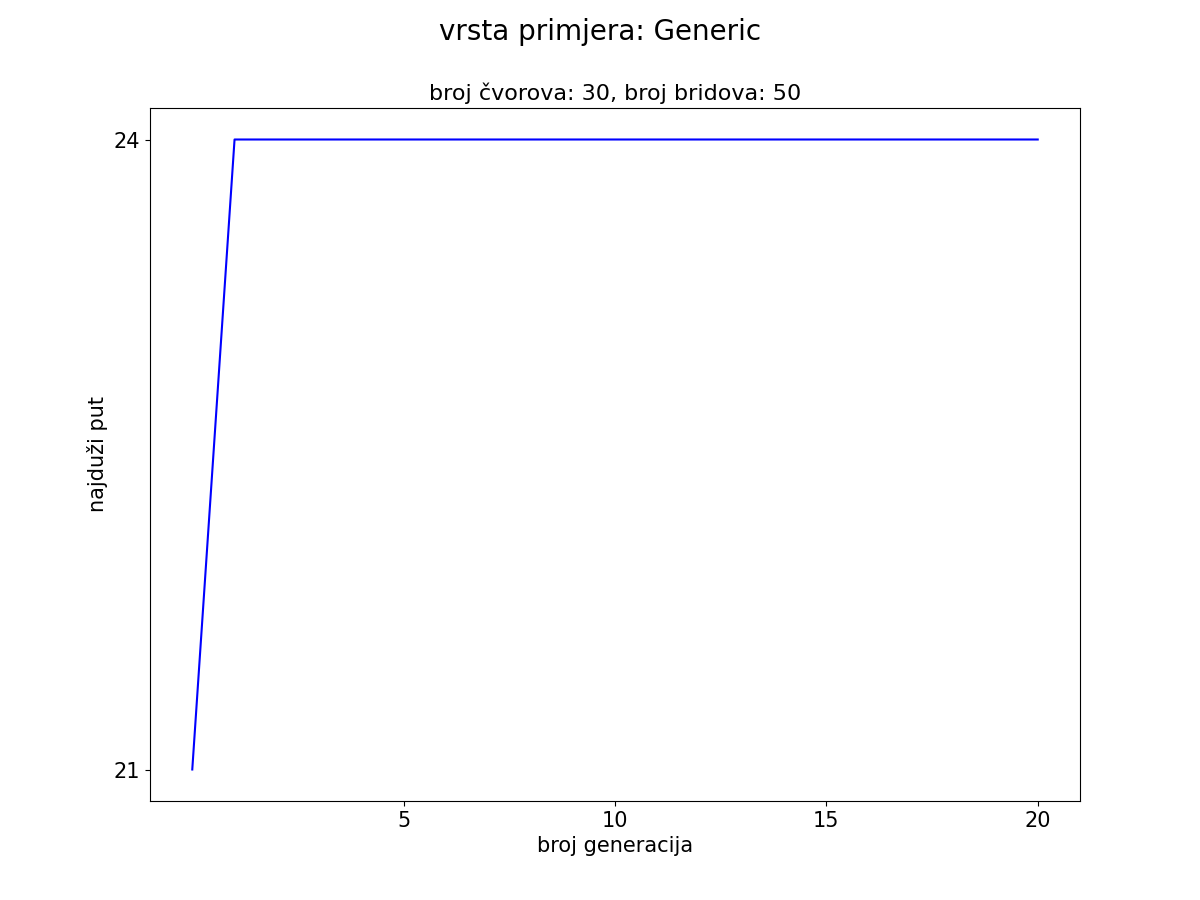 vrsta primjera: Generic
broj čvorova: 30, broj bridova: 50
24
najduži put
21
5 10 15 20
broj generacija